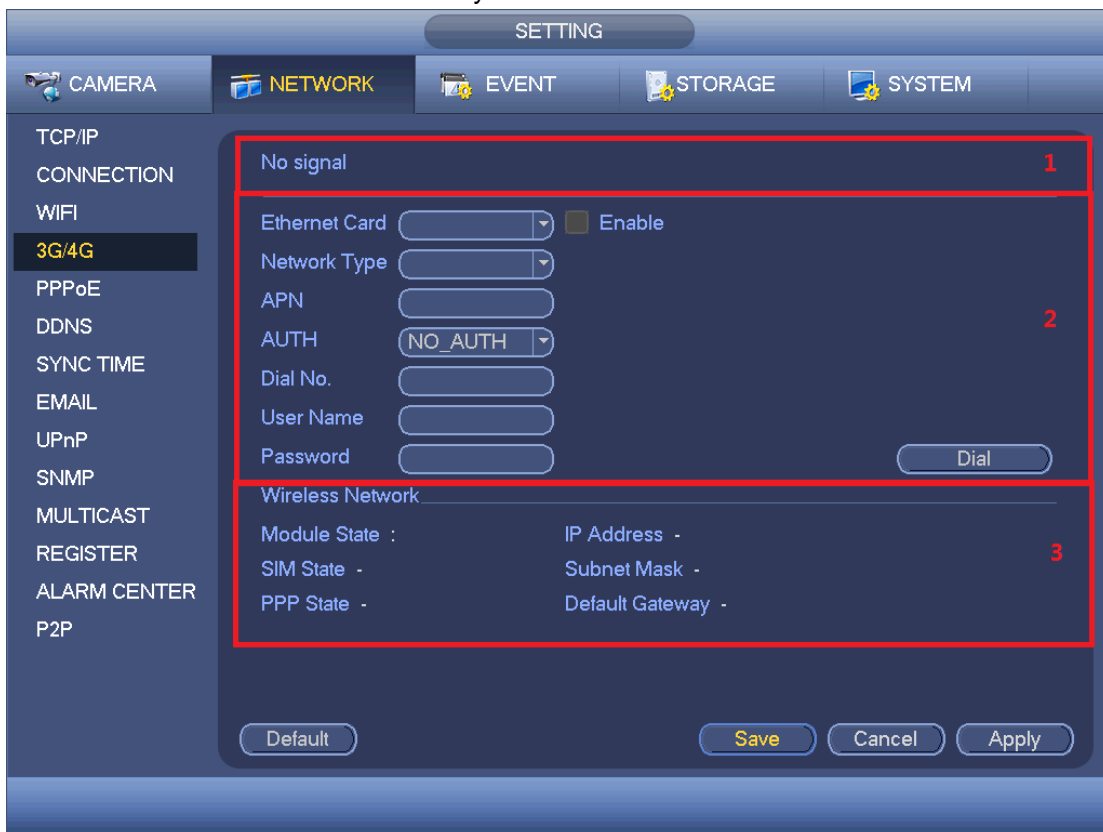 SETTING
CAMERA NETWORK EVENT STORAGE SYSTEM
TCP/IP
CONNECTION
WIFI
3G/4G
PPPoE
DDNS
SYNC TIME
EMAIL
UPnP
SNMP
MULTICAST
REGISTER
ALARM CENTER
P2P
No signal 1
Ethernet Card Enable
Network Type
APN
2
AUTH NO_AUTH
Dial No.
User Name
Password Dial
Wireless Network
Module State : IP Address -
3
SIM State - Subnet Mask -
PPP State - Default Gateway -
Default Save Cancel Apply